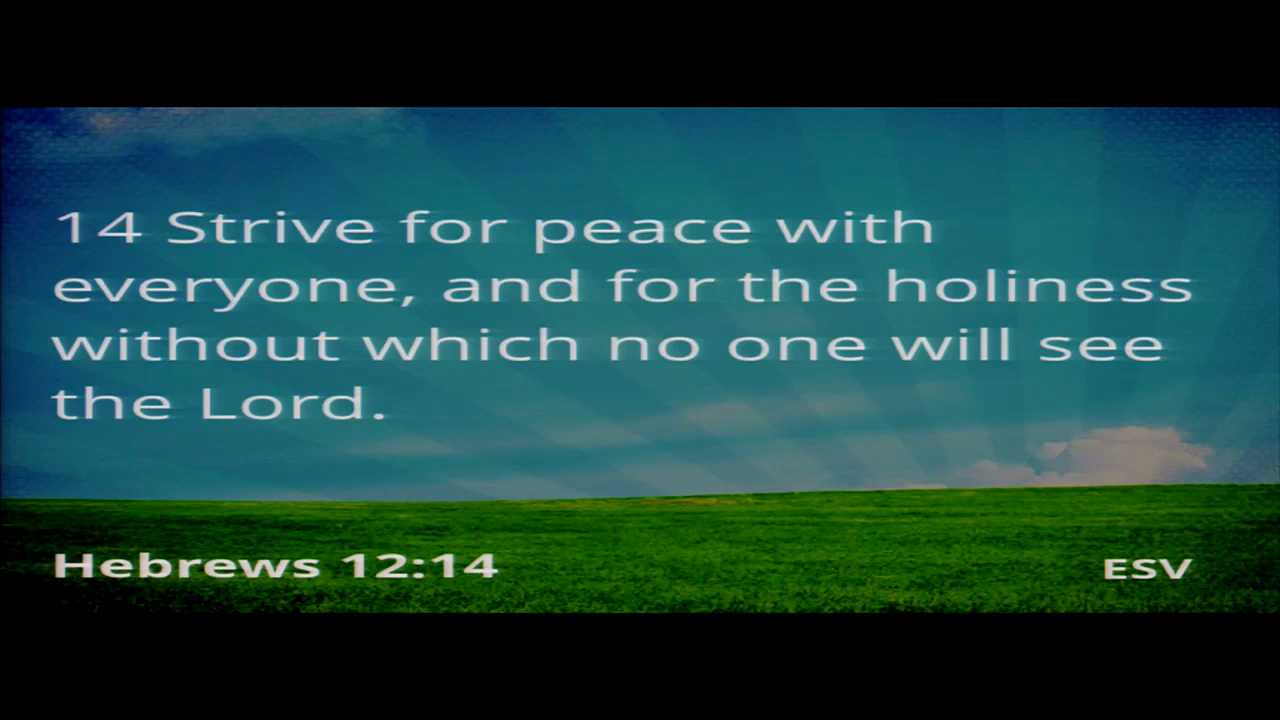 14 Strive for peace with
everyone, and for the holiness
without which no one will see
the Lord.
Hebrews 12:14
ESV